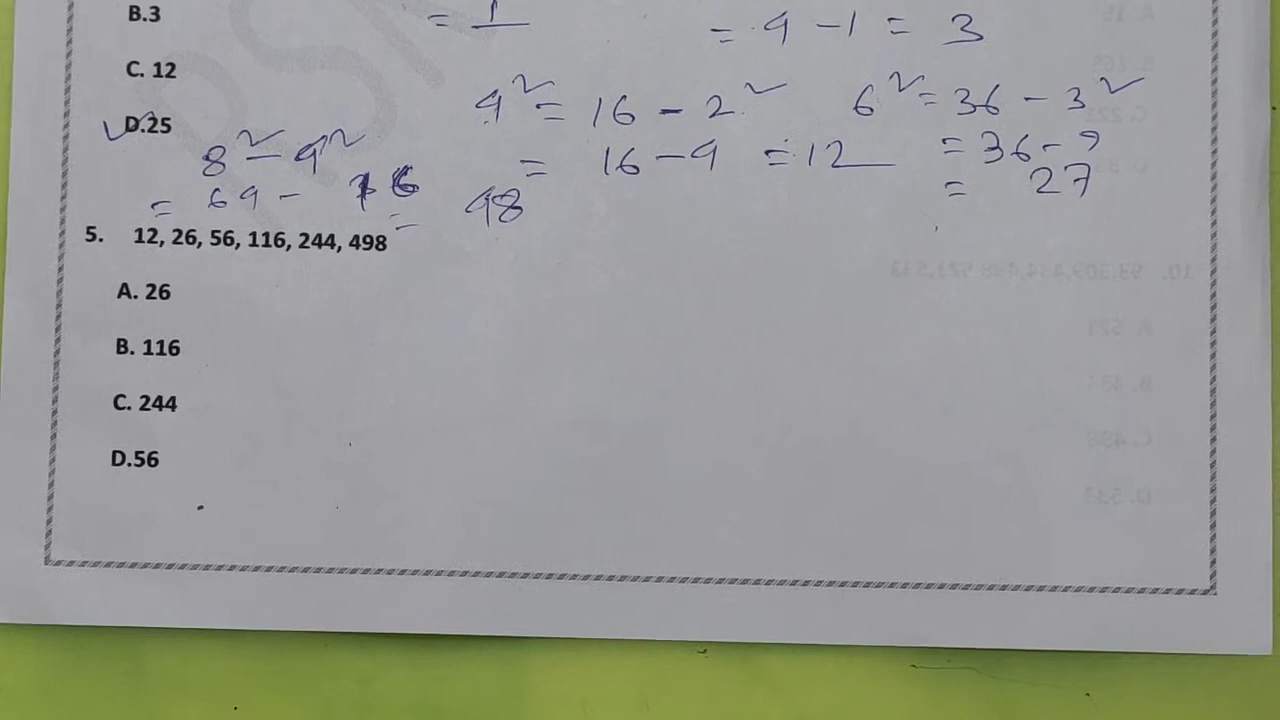 B.3
= 1
= 4 - 1 = 3
C. 12
4² = 16 - 2²
6² = 36 - 3²
D.25
8² - 4²
= 16 - 4 = 12
= 36 - 9
= 64 - 16 = 48
= 27
5. 12, 26, 56, 116, 244, 498
A. 26
B. 116
C. 244
D.56